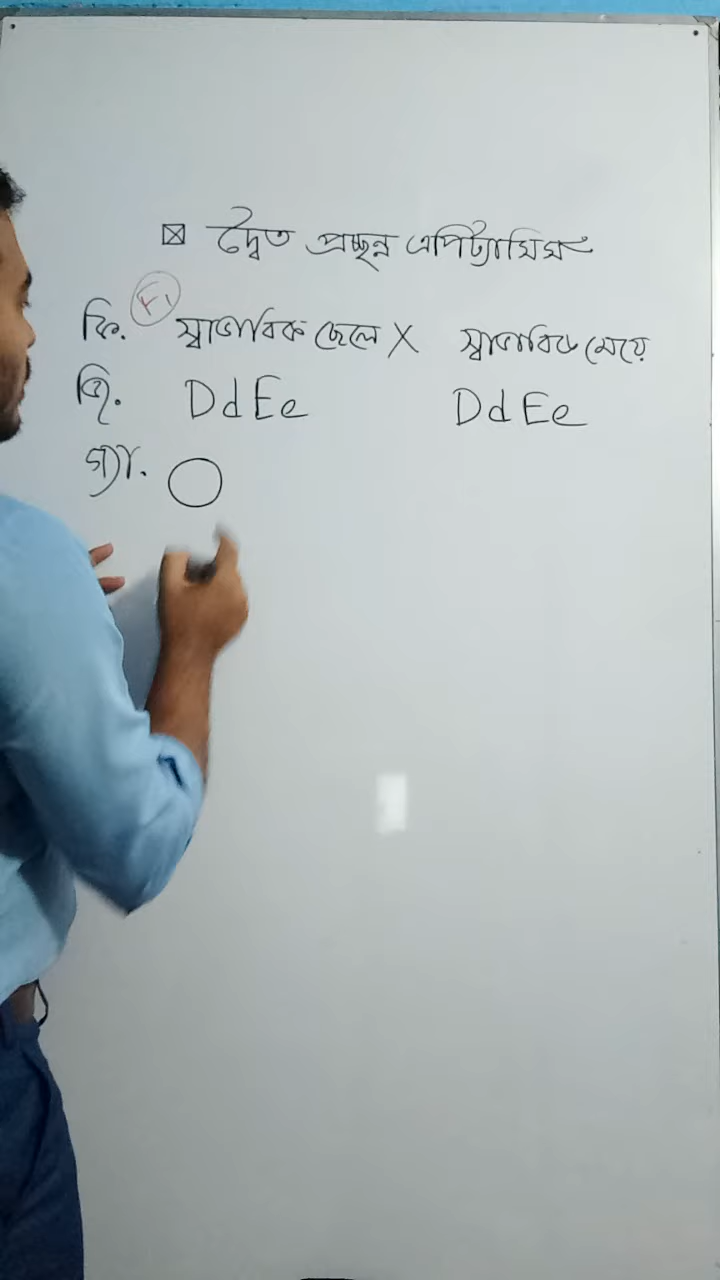 দ্বৈত প্রচ্ছন্ন এপিস্ট্যাসিস
F₁
ফি. স্বাভাবিক ছেলে X স্বাভাবিক মেয়ে
জি. DdEe DdEe
গ্যা.